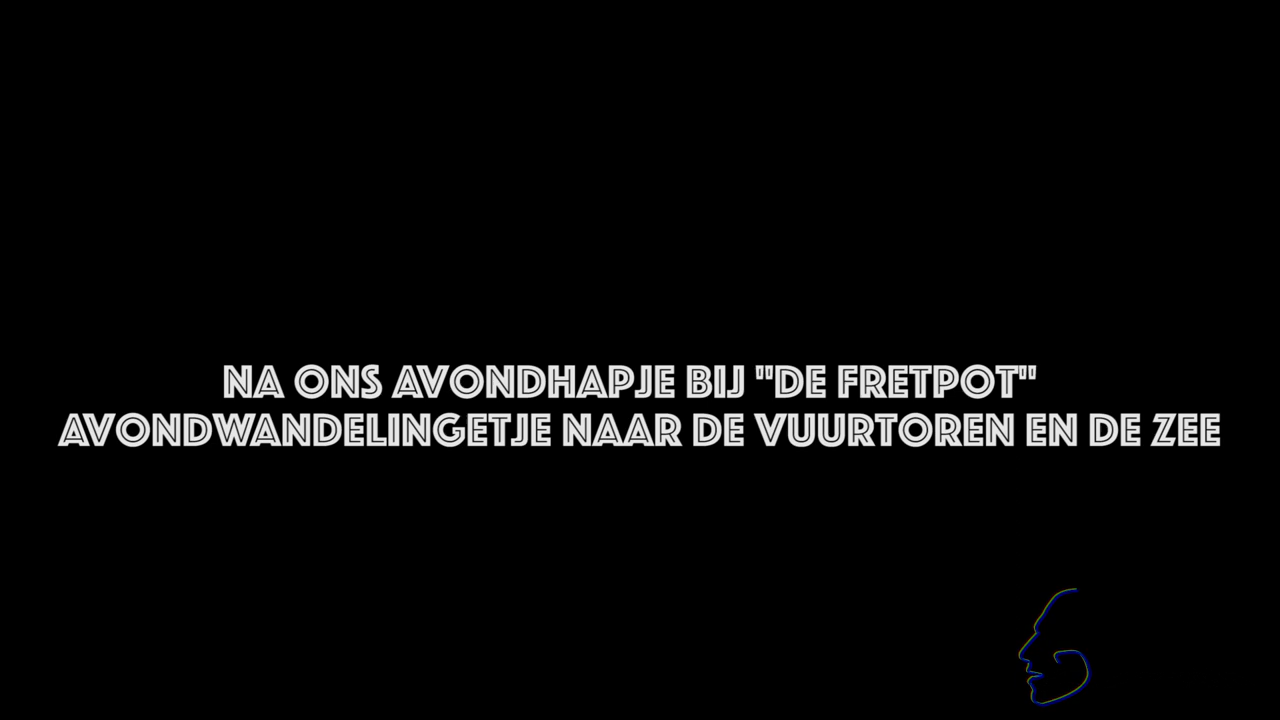 NA ONS AVONDHAPJE BIJ "DE FRETPOT"
AVONDWANDELINGETJE NAAR DE VUURTOREN EN DE ZEE